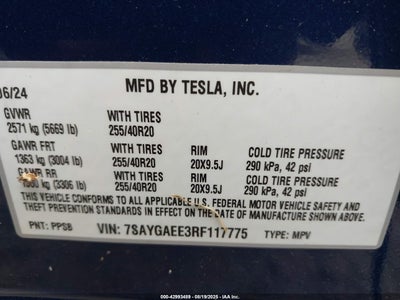 06/24 MFD BY TESLA, INC.
GVWR WITH TIRES
2571 kg (5669 lb) 255/40R20
GAWR FRT WITH TIRES RIM COLD TIRE PRESSURE
1363 kg (3004 lb) 255/40R20 20X9.5J 290 kPa, 42 psi
GAWR RR WITH TIRES RIM COLD TIRE PRESSURE
1500 kg (3306 lb) 255/40R20 20X9.5J 290 kPa, 42 psi
THIS VEHICLE CONFORMS TO ALL APPLICABLE U.S. FEDERAL MOTOR VEHICLE SAFETY AND
THEFT PREVENTION STANDARDS IN EFFECT ON THE DATE OF MANUFACTURE SHOWN ABOVE.
PNT: PPSB VIN: 7SAYGAEE3RF117775 TYPE: MPV
000-42993489 - 08/19/2025 - IAAI.COM